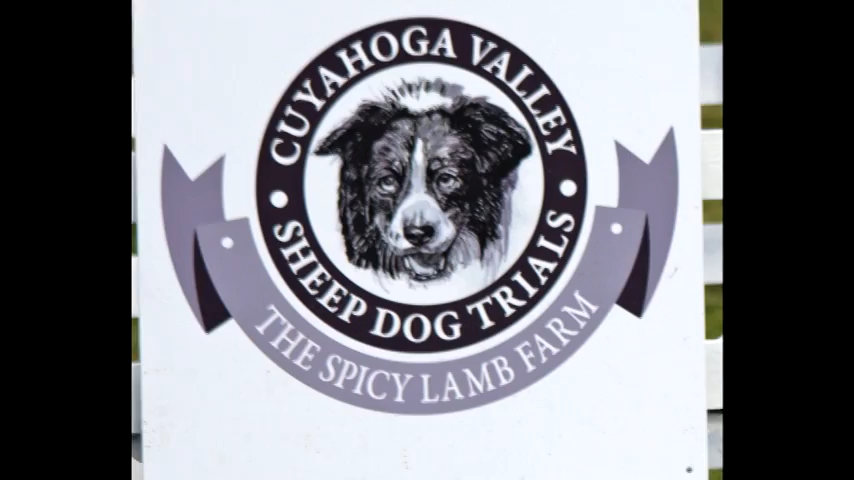 CUYAHOGA VALLEY
SHEEP DOG TRIALS
THE SPICY LAMB FARM